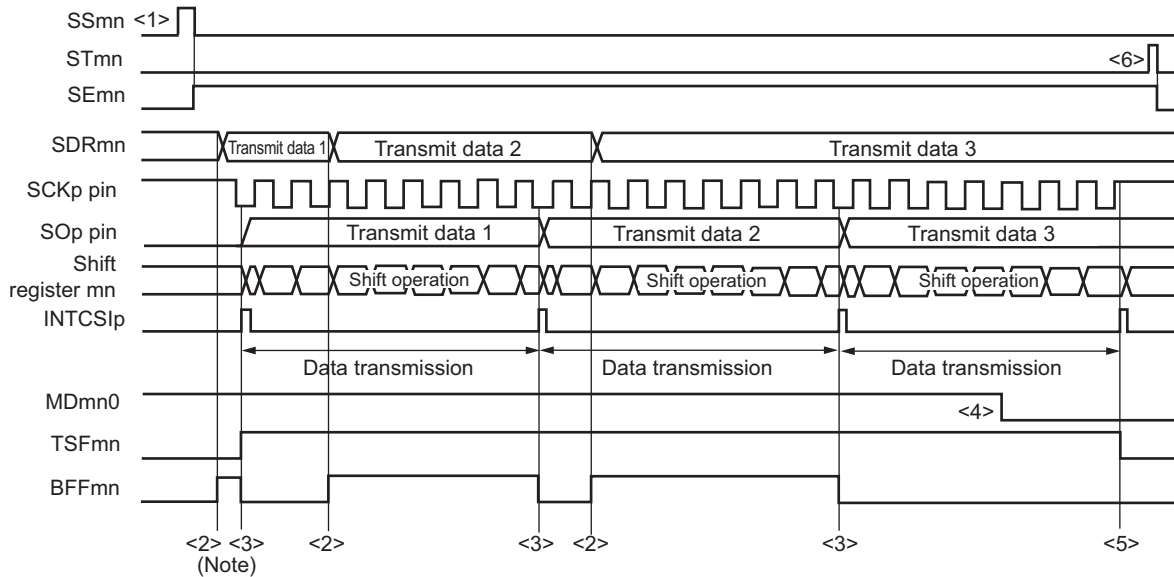 SSmn <1>
STmn <6>
SEmn
SDRmn Transmit data 1 Transmit data 2 Transmit data 3
SCKp pin
SOp pin Transmit data 1 Transmit data 2 Transmit data 3
Shift
register mn Shift operation Shift operation Shift operation
INTCSIp
Data transmission Data transmission Data transmission
MDmn0 <4>
TSFmn
BFFmn
<2> <3> <2> <3> <2> <3> <5>
(Note)